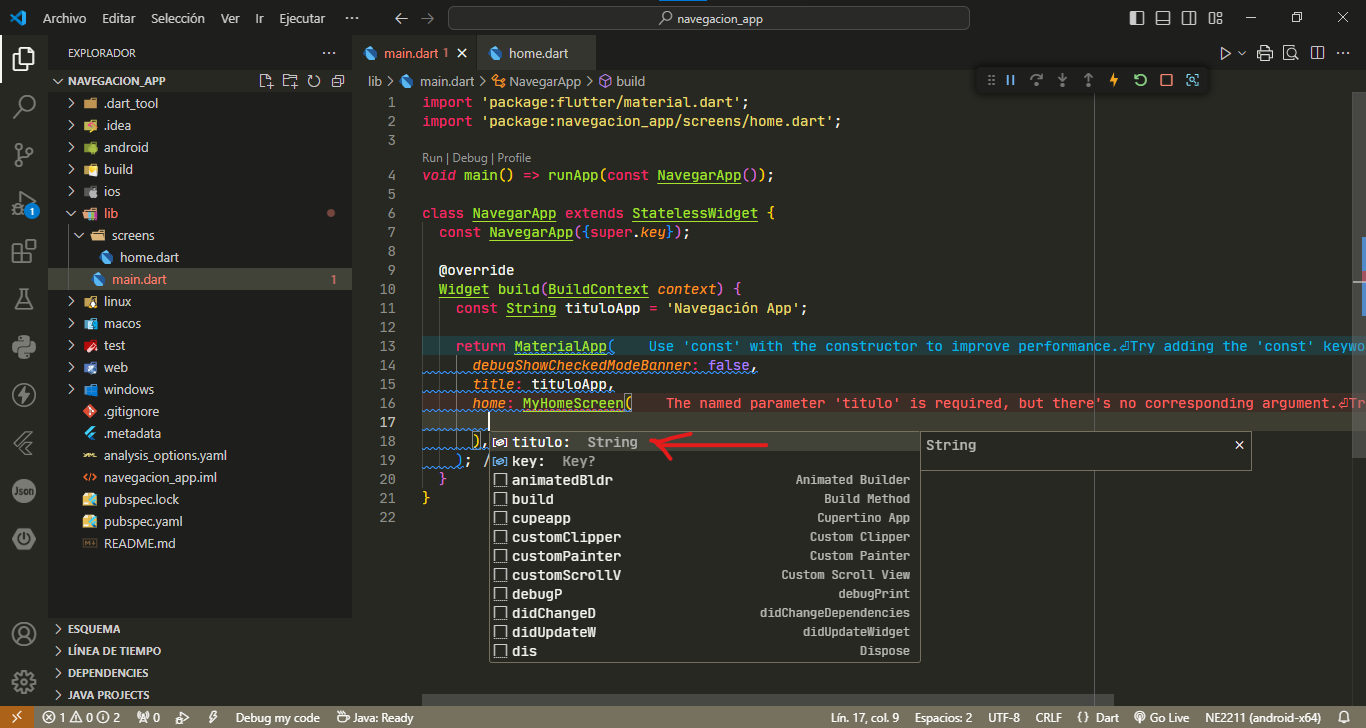 Archivo Editar Selección Ver Ir Ejecutar ··· navegacion_app
EXPLORADOR ···
NAVEGACION_APP
.dart_tool
.idea
android
build
ios
lib
screens
home.dart
main.dart 1
linux
macos
test
web
windows
.gitignore
.metadata
analysis_options.yaml
navegacion_app.iml
pubspec.lock
pubspec.yaml
README.md
ESQUEMA
LÍNEA DE TIEMPO
DEPENDENCIES
JAVA PROJECTS
1
Json
main.dart 1 home.dart
lib > main.dart > NavegarApp > build
1 import 'package:flutter/material.dart';
2 import 'package:navegacion_app/screens/home.dart';
3
Run | Debug | Profile
4 void main() => runApp(const NavegarApp());
5
6 class NavegarApp extends StatelessWidget {
7 const NavegarApp({super.key});
8
9 @override
10 Widget build(BuildContext context) {
11 const String tituloApp = 'Navegación App';
12
13 return MaterialApp( Use 'const' with the constructor to improve performance.⏎Try adding the 'const' keywo
14 debugShowCheckedModeBanner: false,
15 title: tituloApp,
16 home: MyHomeScreen( The named parameter 'titulo' is required, but there's no corresponding argument.⏎Tr
17
18 ),
19 ); /
20 }
21 }
22
titulo: String
key: Key?
animatedBldr Animated Builder
build Build Method
cupeapp Cupertino App
customClipper Custom Clipper
customPainter Custom Painter
customScrollV Custom Scroll View
debugP debugPrint
didChangeD didChangeDependencies
didUpdateW didUpdateWidget
dis Dispose
String
1 0 2 0 Debug my code Java: Ready Lín. 17, col. 9 Espacios: 2 UTF-8 CRLF {} Dart Go Live NE2211 (android-x64)